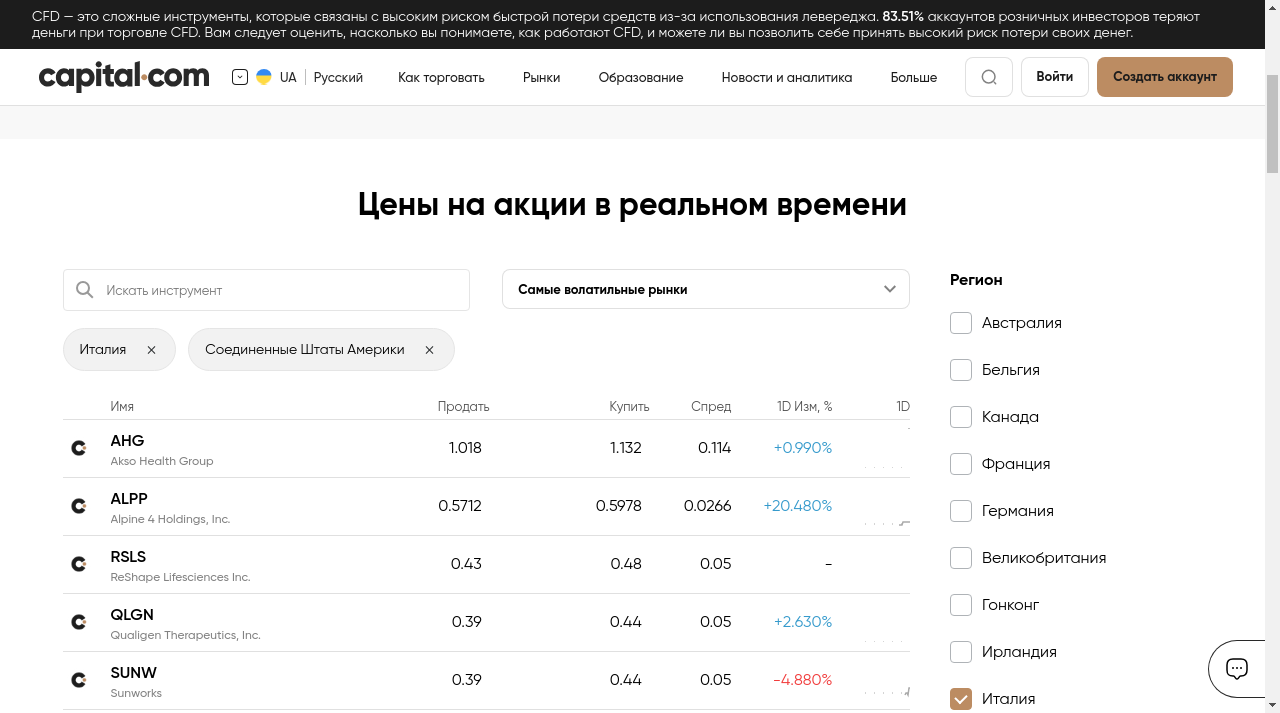 CFD — это сложные инструменты, которые связаны с высоким риском быстрой потери средств из-за использования левереджа. 83.51% аккаунтов розничных инвесторов теряют
деньги при торговле CFD. Вам следует оценить, насколько вы понимаете, как работают CFD, и можете ли вы позволить себе принять высокий риск потери своих денег.
capital.com UA Русский Как торговать Рынки Образование Новости и аналитика Больше Войти Создать аккаунт
Цены на акции в реальном времени
Искать инструмент Самые волатильные рынки
Италия Соединенные Штаты Америки
Имя Продать Купить Спред 1D Изм, % 1D
AHG 1.018 1.132 0.114 +0.990%
Akso Health Group
ALPP 0.5712 0.5978 0.0266 +20.480%
Alpine 4 Holdings, Inc.
RSLS 0.43 0.48 0.05 -
ReShape Lifesciences Inc.
QLGN 0.39 0.44 0.05 +2.630%
Qualigen Therapeutics, Inc.
SUNW 0.39 0.44 0.05 -4.880%
Sunworks
Регион
Австралия
Бельгия
Канада
Франция
Германия
Великобритания
Гонконг
Ирландия
Италия